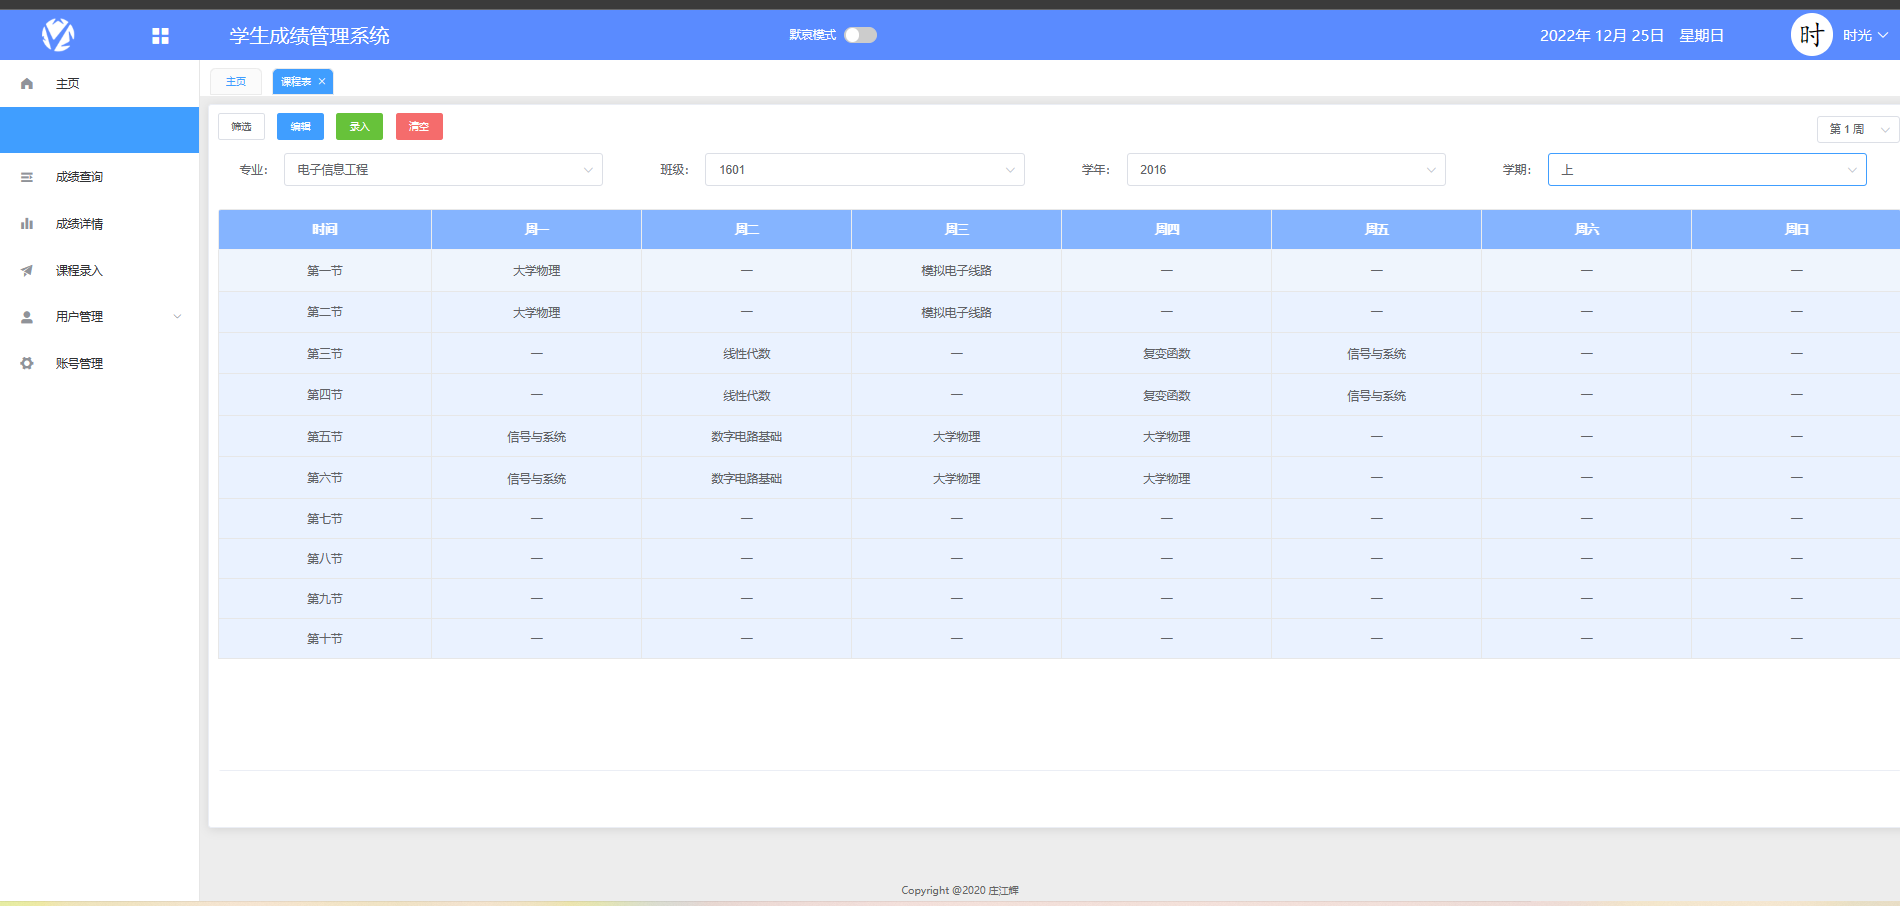 学生成绩管理系统 默哀模式 2022年 12月 25日 星期日 时 时光
主页
成绩查询
成绩详情
课程录入
用户管理
账号管理
主页 课程表 ×
筛选 编辑 录入 清空 第 1 周
专业： 电子信息工程 班级： 1601 学年： 2016 学期： 上
时间 周一 周二 周三 周四 周五 周六 周日
第一节 大学物理 — 模拟电子线路 — — — —
第二节 大学物理 — 模拟电子线路 — — — —
第三节 — 线性代数 — 复变函数 信号与系统 — —
第四节 — 线性代数 — 复变函数 信号与系统 — —
第五节 信号与系统 数字电路基础 大学物理 大学物理 — — —
第六节 信号与系统 数字电路基础 大学物理 大学物理 — — —
第七节 — — — — — — —
第八节 — — — — — — —
第九节 — — — — — — —
第十节 — — — — — — —
Copyright @2020 庄江辉